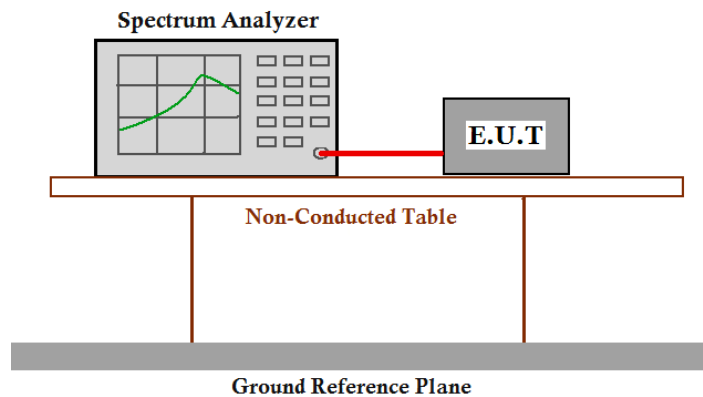 Spectrum Analyzer
E.U.T
Non-Conducted Table
Ground Reference Plane